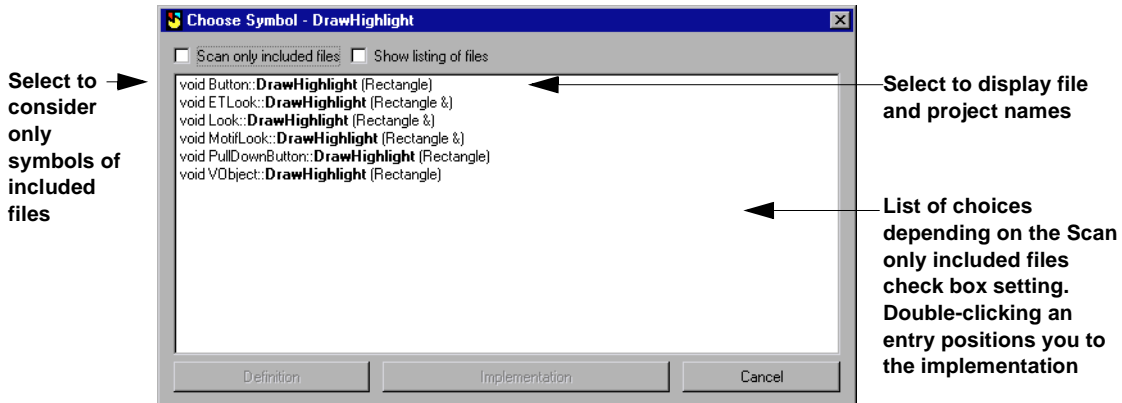 Choose Symbol - DrawHighlight
Scan only included files
Show listing of files
Select to
consider
only
symbols of
included
files
void Button::DrawHighlight (Rectangle)
void ETLook::DrawHighlight (Rectangle &)
void Look::DrawHighlight (Rectangle &)
void MotifLook::DrawHighlight (Rectangle &)
void PullDownButton::DrawHighlight (Rectangle)
void VObject::DrawHighlight (Rectangle)
Select to display file
and project names
List of choices
depending on the Scan
only included files
check box setting.
Double-clicking an
entry positions you to
the implementation
Definition
Implementation
Cancel